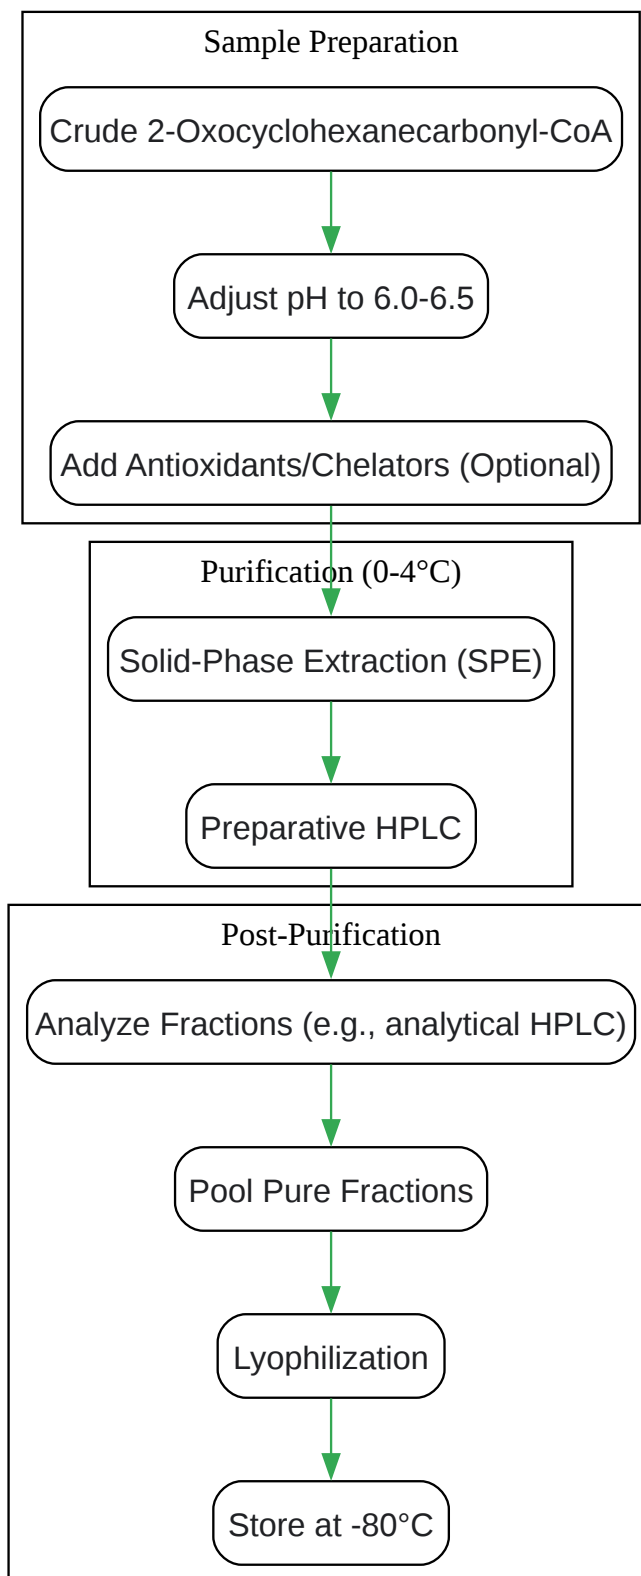 Sample Preparation
Crude 2-Oxocyclohexanecarbonyl-CoA
Adjust pH to 6.0-6.5
Add Antioxidants/Chelators (Optional)
Purification (0-4°C)
Solid-Phase Extraction (SPE)
Preparative HPLC
Post-Purification
Analyze Fractions (e.g., analytical HPLC)
Pool Pure Fractions
Lyophilization
Store at -80°C